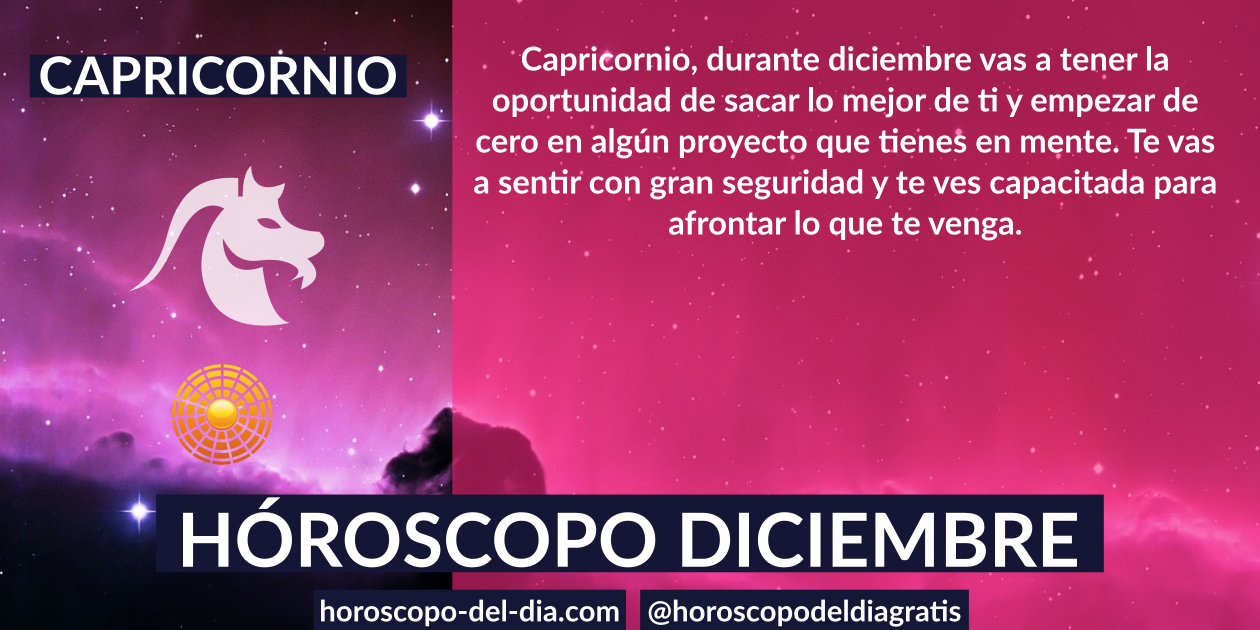 CAPRICORNIO
Capricornio, durante diciembre vas a tener la
oportunidad de sacar lo mejor de ti y empezar de
cero en algún proyecto que tienes en mente. Te vas
a sentir con gran seguridad y te ves capacitada para
afrontar lo que te venga.
HÓROSCOPO DICIEMBRE
horoscopo-del-dia.com
@horoscopodeldiagratis